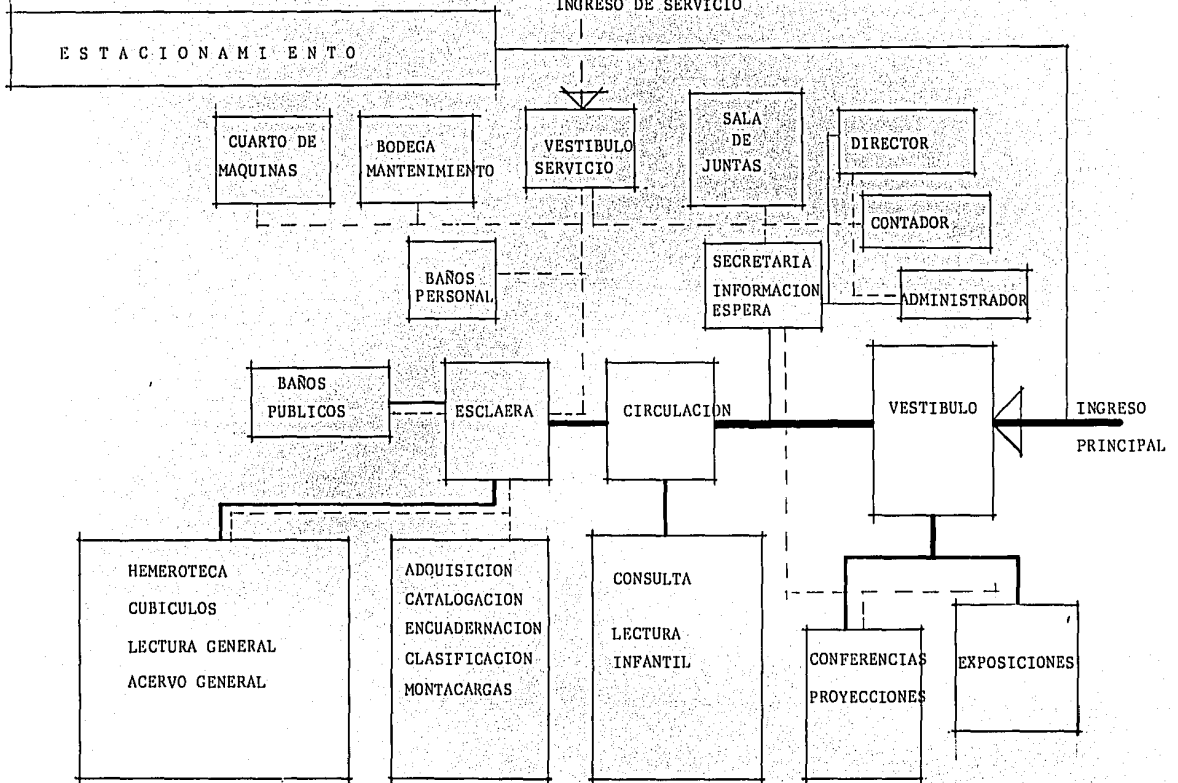 INGRESO DE SERVICIO
E S T A C I O N A M I E N T O
CUARTO DE
MAQUINAS
BODEGA
MANTENIMIENTO
VESTIBULO
SERVICIO
SALA
DE
JUNTAS
DIRECTOR
CONTADOR
ADMINISTRADOR
SECRETARIA
INFORMACION
ESPERA
BAÑOS
PERSONAL
BAÑOS
PUBLICOS
ESCLAERA
CIRCULACION
VESTIBULO
INGRESO
PRINCIPAL
HEMEROTECA
CUBICULOS
LECTURA GENERAL
ACERVO GENERAL
ADQUISICION
CATALOGACION
ENCUADERNACION
CLASIFICACION
MONTACARGAS
CONSULTA
LECTURA
INFANTIL
CONFERENCIAS
PROYECCIONES
EXPOSICIONES